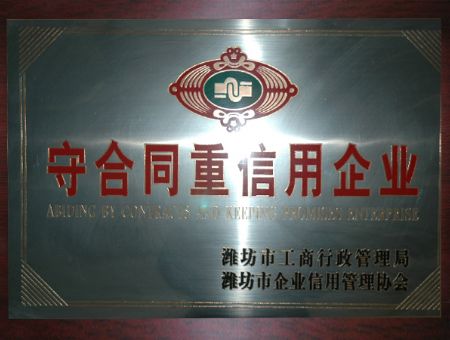 守合同重信用企业
ABIDING BY CONTRACTS AND KEEPING PROMISES ENTERPRISE
潍坊市工商行政管理局
潍坊市企业信用管理协会